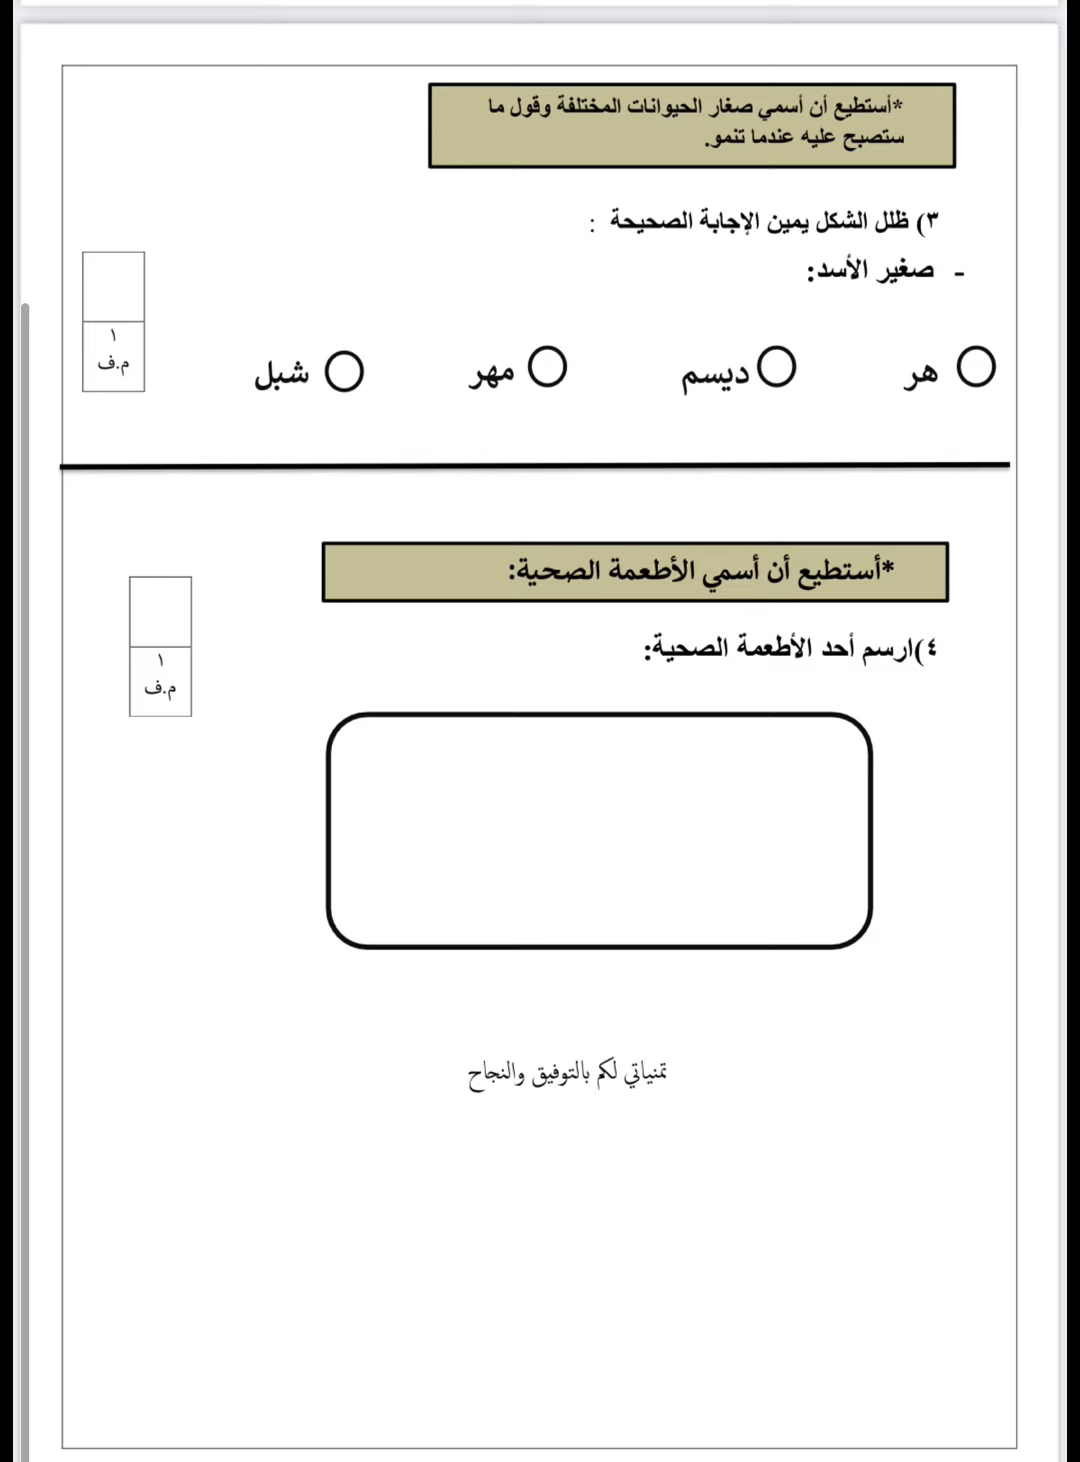 *أستطيع أن أسمي صغار الحيوانات المختلفة وقول ما
ستصبح عليه عندما تنمو.
٣) ظلل الشكل يمين الإجابة الصحيحة :
- صغير الأسد:
١
م.ف
هر
ديسم
مهر
شبل
*أستطيع أن أسمي الأطعمة الصحية:
٤)ارسم أحد الأطعمة الصحية:
١
م.ف
تمنياتي لكم بالتوفيق والنجاح